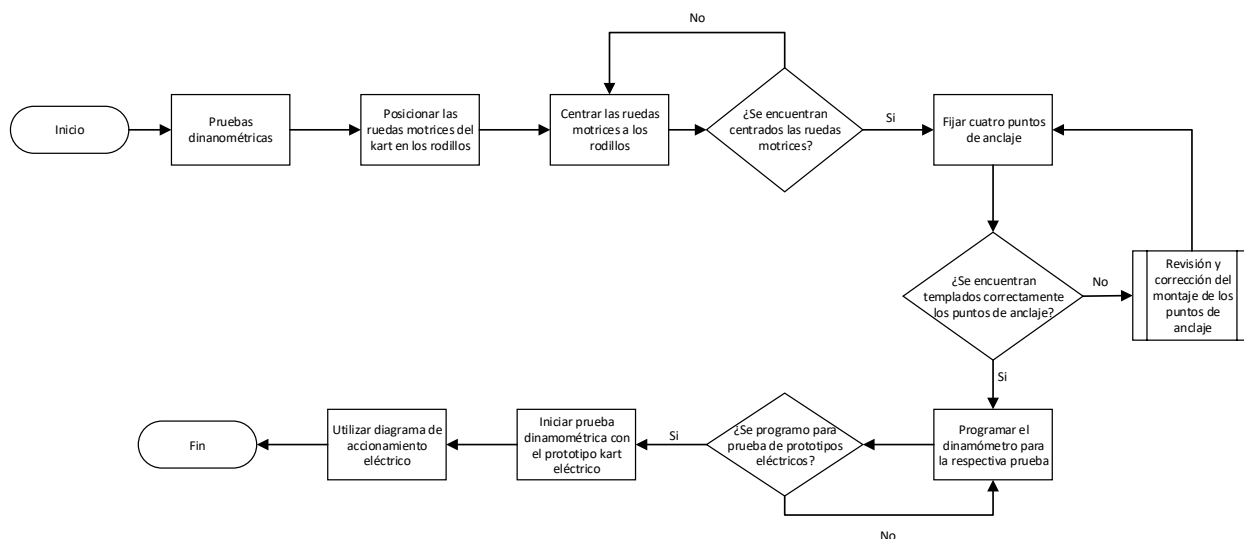 No
Inicio
Pruebas
dinanométricas
Posicionar las
ruedas motrices del
kart en los rodillos
Centrar las ruedas
motrices a los
rodillos
¿Se encuentran
centrados las ruedas
motrices?
Si
Fijar cuatro puntos
de anclaje
¿Se encuentran
templados correctamente
los puntos de anclaje?
No
Revisión y
corrección del
montaje de los
puntos de
anclaje
Si
Programar el
dinamómetro para
la respectiva prueba
¿Se programo para
prueba de prototipos
eléctricos?
No
Si
Iniciar prueba
dinamométrica con
el prototipo kart
eléctrico
Utilizar diagrama de
accionamiento
eléctrico
Fin